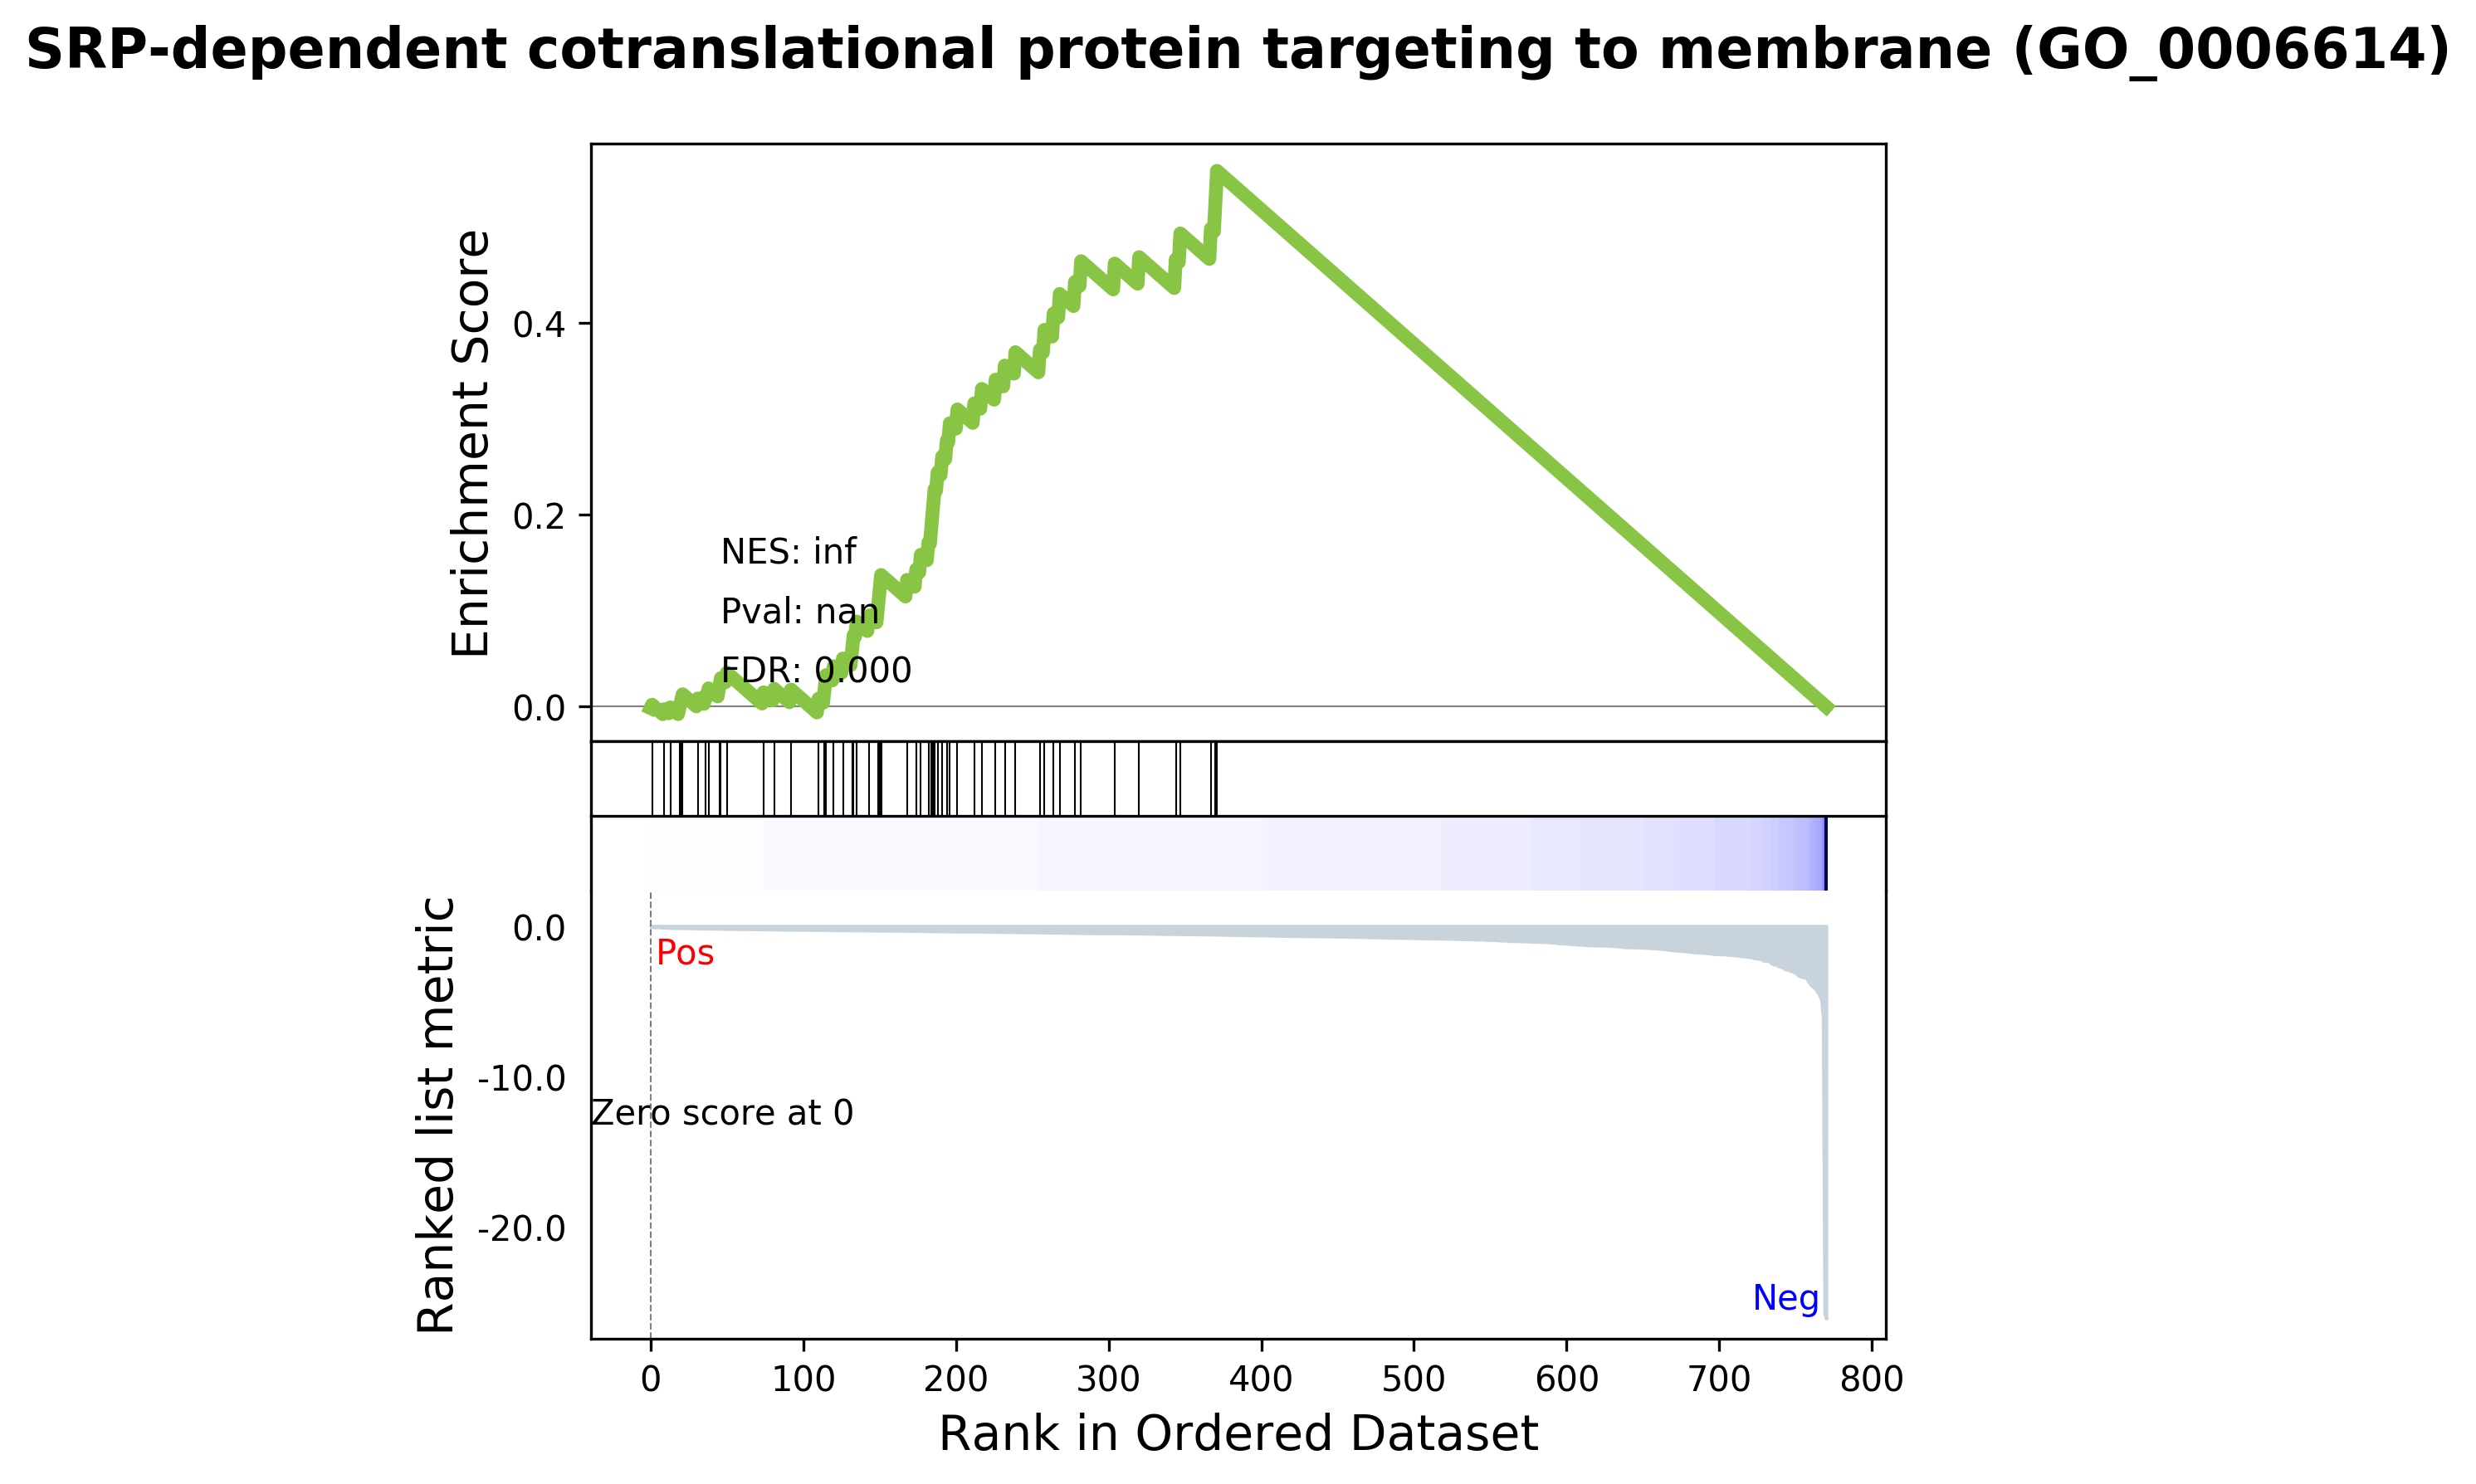 SRP-dependent cotranslational protein targeting to membrane (GO_0006614)
Enrichment Score
0.4
0.2
0.0
NES: inf
Pval: nan
FDR: 0.000
Ranked list metric
0.0
-10.0
-20.0
Pos
Zero score at 0
Neg
0 100 200 300 400 500 600 700 800
Rank in Ordered Dataset